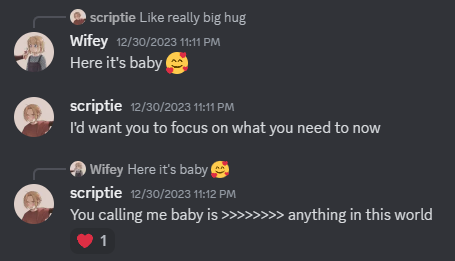 scriptie Like really big hug
Wifey 12/30/2023 11:11 PM
Here it's baby 🥰
scriptie 12/30/2023 11:11 PM
I'd want you to focus on what you need to now
Wifey Here it's baby 🥰
scriptie 12/30/2023 11:12 PM
You calling me baby is >>>>>>>> anything in this world
❤️ 1